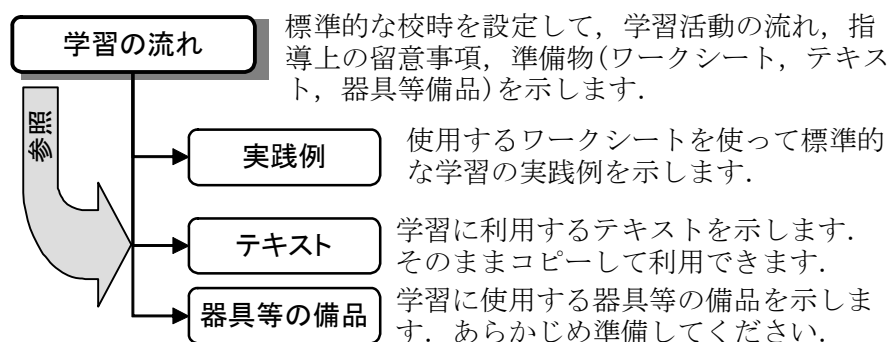 学習の流れ
標準的な校時を設定して，学習活動の流れ，指
導上の留意事項，準備物(ワークシート，テキス
ト，器具等備品)を示します．
参照
実践例
使用するワークシートを使って標準的
な学習の実践例を示します．
テキスト
学習に利用するテキストを示します．
そのままコピーして利用できます．
器具等の備品
学習に使用する器具等の備品を示しま
す．あらかじめ準備してください．